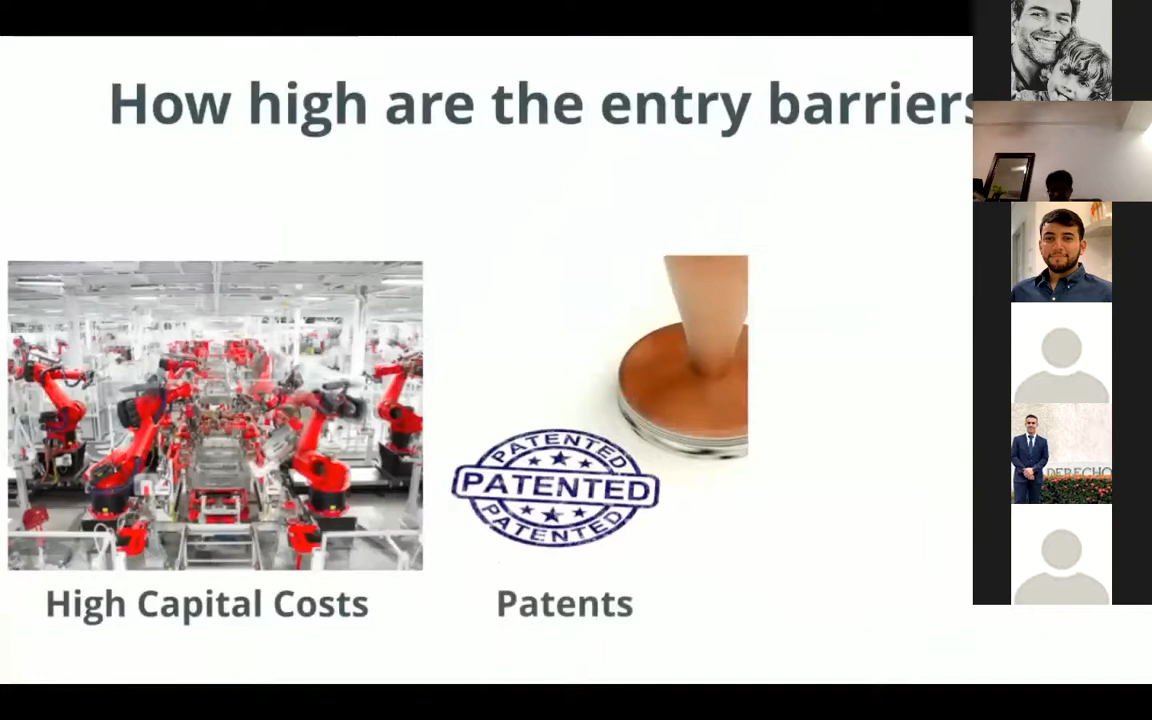 How high are the entry barriers
PATENTED
PATENTED
PATENTED
DERECHO
High Capital Costs
Patents